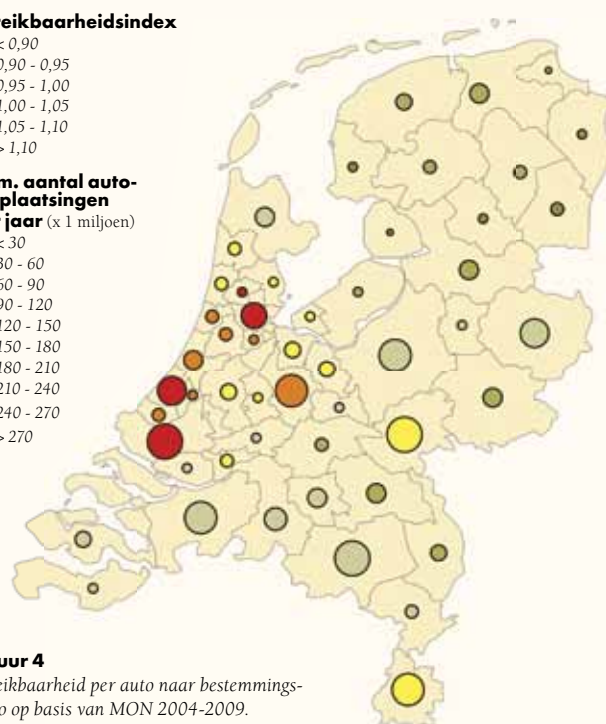 eikbaarheidsindex
< 0,90
0,90 - 0,95
0,95 - 1,00
1,00 - 1,05
1,05 - 1,10
> 1,10
m. aantal auto-
plaatsingen
r jaar (x 1 miljoen)
< 30
30 - 60
60 - 90
90 - 120
120 - 150
150 - 180
180 - 210
210 - 240
240 - 270
> 270
uur 4
eikbaarheid per auto naar bestemmings-
o op basis van MON 2004-2009.